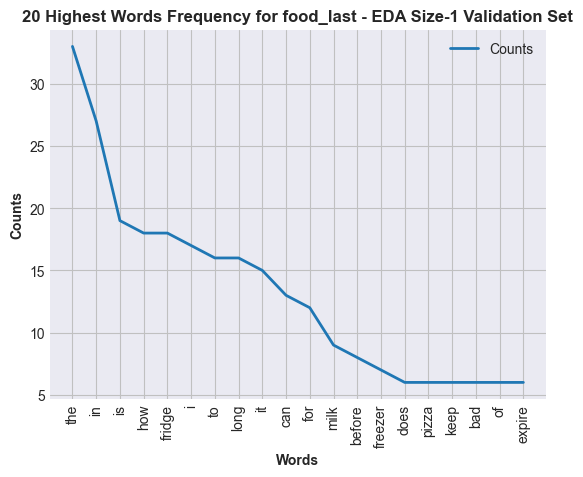 20 Highest Words Frequency for food_last - EDA Size-1 Validation Set
Counts
30
25
20
15
10
5
Counts
the
in
is
how
fridge
i
to
long
it
can
for
milk
before
freezer
does
pizza
keep
bad
of
expire
Words